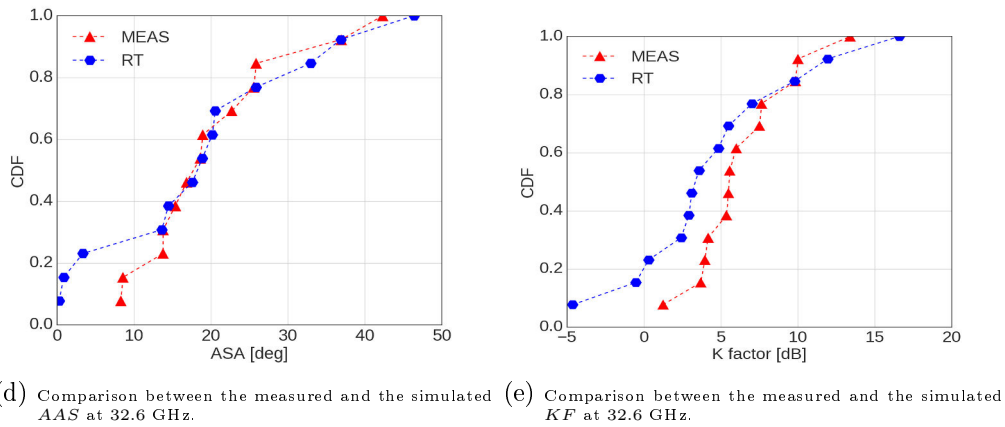 1.0
0.8
0.6
0.4
0.2
0.0
CDF
MEAS
RT
0 10 20 30 40 50
ASA [deg]
1.0
0.8
0.6
0.4
0.2
0.0
CDF
MEAS
RT
−5 0 5 10 15 20
K factor [dB]
(d) Comparison between the measured and the simulated
AAS at 32.6 GHz.
(e) Comparison between the measured and the simulated
KF at 32.6 GHz.